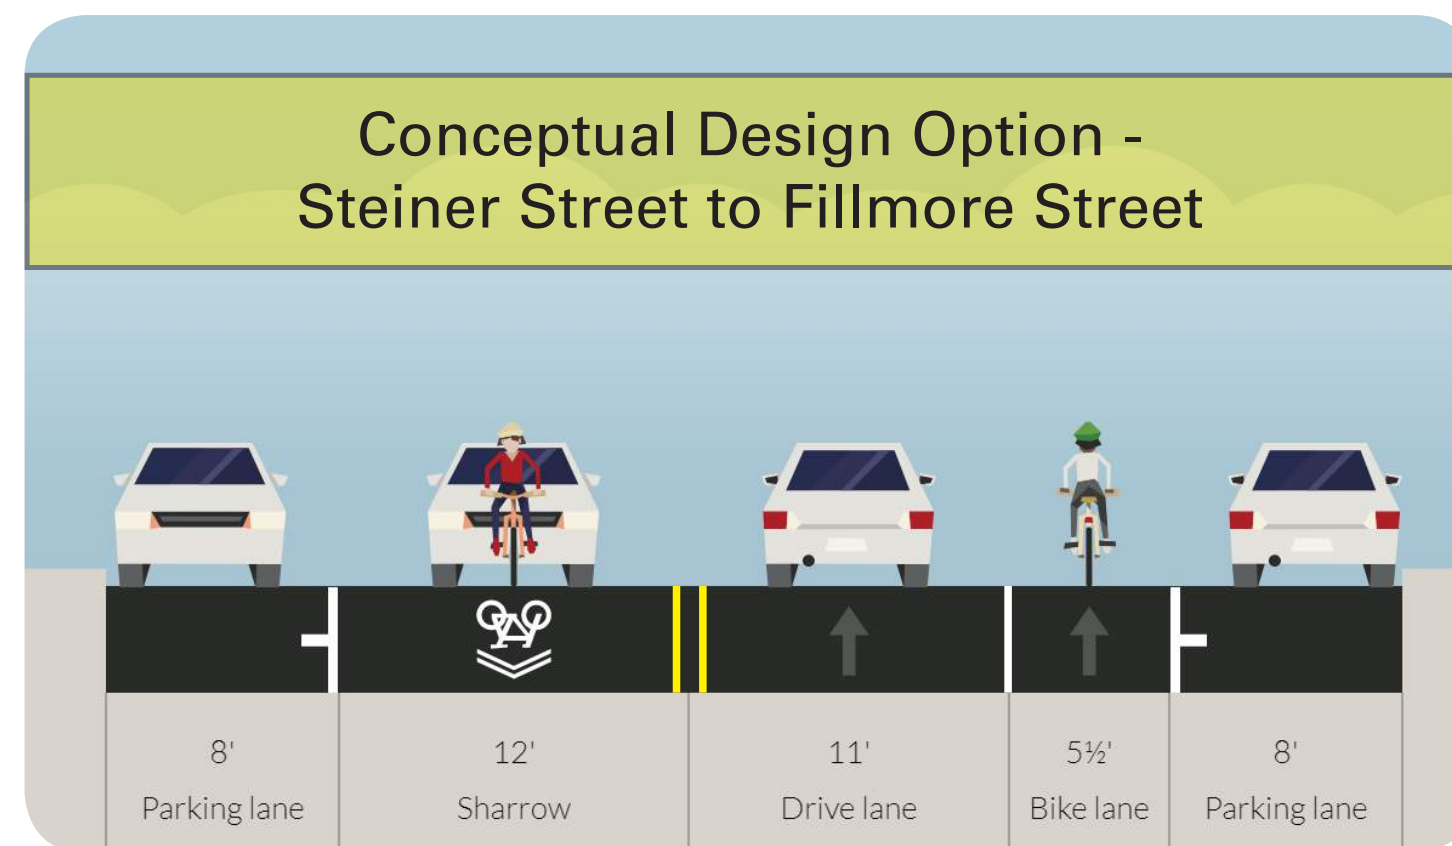 Conceptual Design Option -
Steiner Street to Fillmore Street
8' 12' 11' 5½' 8'
Parking lane Sharrow Drive lane Bike lane Parking lane